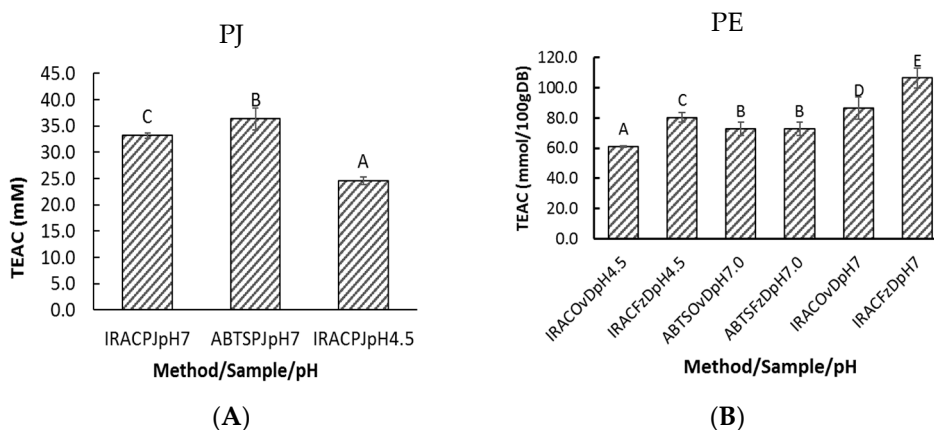 PJ
TEAC (mM)
45.0
40.0
35.0
30.0
25.0
20.0
15.0
10.0
5.0
0.0
C
B
A
IRACPJpH7 ABTSPJpH7 IRACPJpH4.5
Method/Sample/pH
(A)
PE
TEAC (mmol/100gDB)
120.0
100.0
80.0
60.0
40.0
20.0
0.0
A
C
B
B
D
E
IRACOvDpH4.5
IRACFzDpH4.5
ABTSOvDpH7.0
ABTSFzDpH7.0
IRACOvDpH7
IRACFzDpH7
Method/Sample/pH
(B)